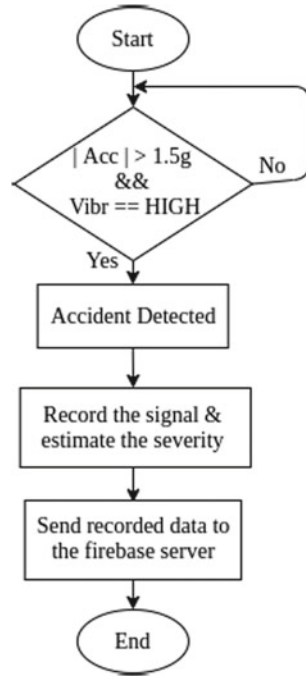 Start
| Acc | > 1.5g
&&
Vibr == HIGH
No
Yes
Accident Detected
Record the signal &
estimate the severity
Send recorded data to
the firebase server
End